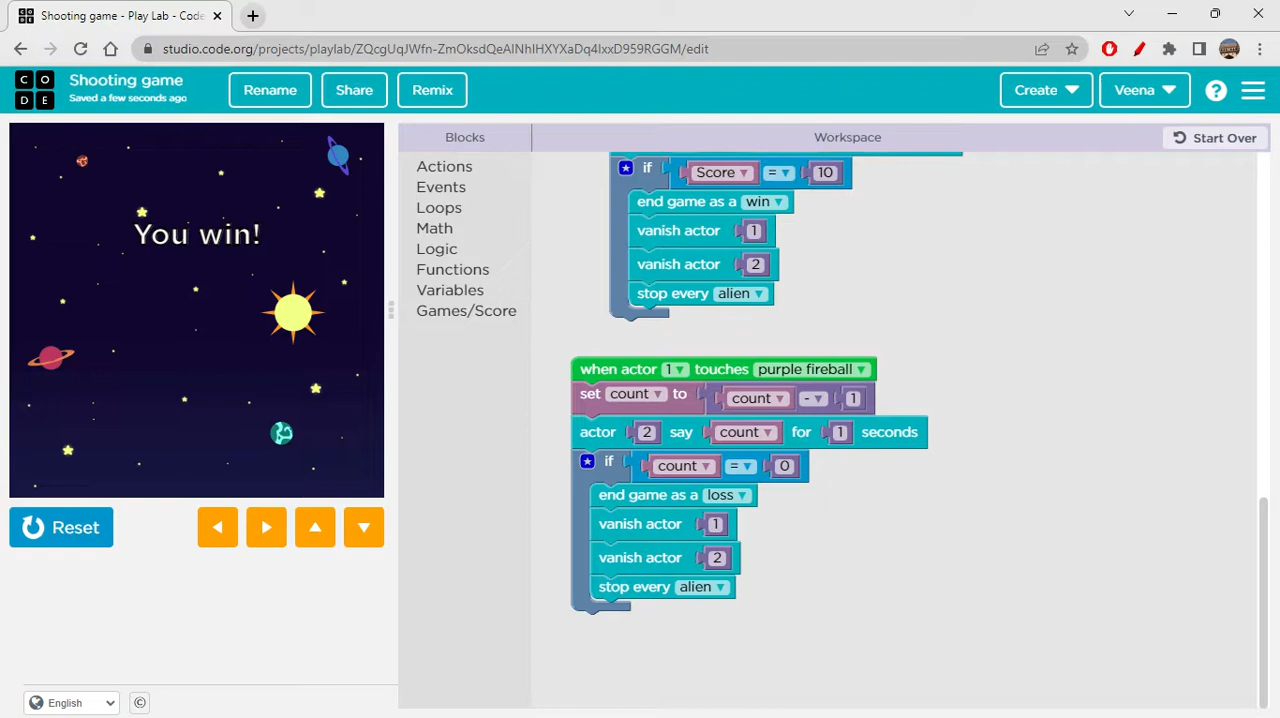 Shooting game - Play Lab - Code
studio.code.org/projects/playlab/ZQcgUqJWfn-ZmOksdQeAlNhIHXYXaDq4IxxD959RGGM/edit
C O
D E
Shooting game
Saved a few seconds ago
Rename
Share
Remix
Create
Veena
?
Blocks
Workspace
Start Over
Actions
Events
Loops
Math
Logic
Functions
Variables
Games/Score
You win!
Reset
English
©
if Score = 10
end game as a win
vanish actor 1
vanish actor 2
stop every alien
when actor 1 touches purple fireball
set count to count - 1
actor 2 say count for 1 seconds
if count = 0
end game as a loss
vanish actor 1
vanish actor 2
stop every alien